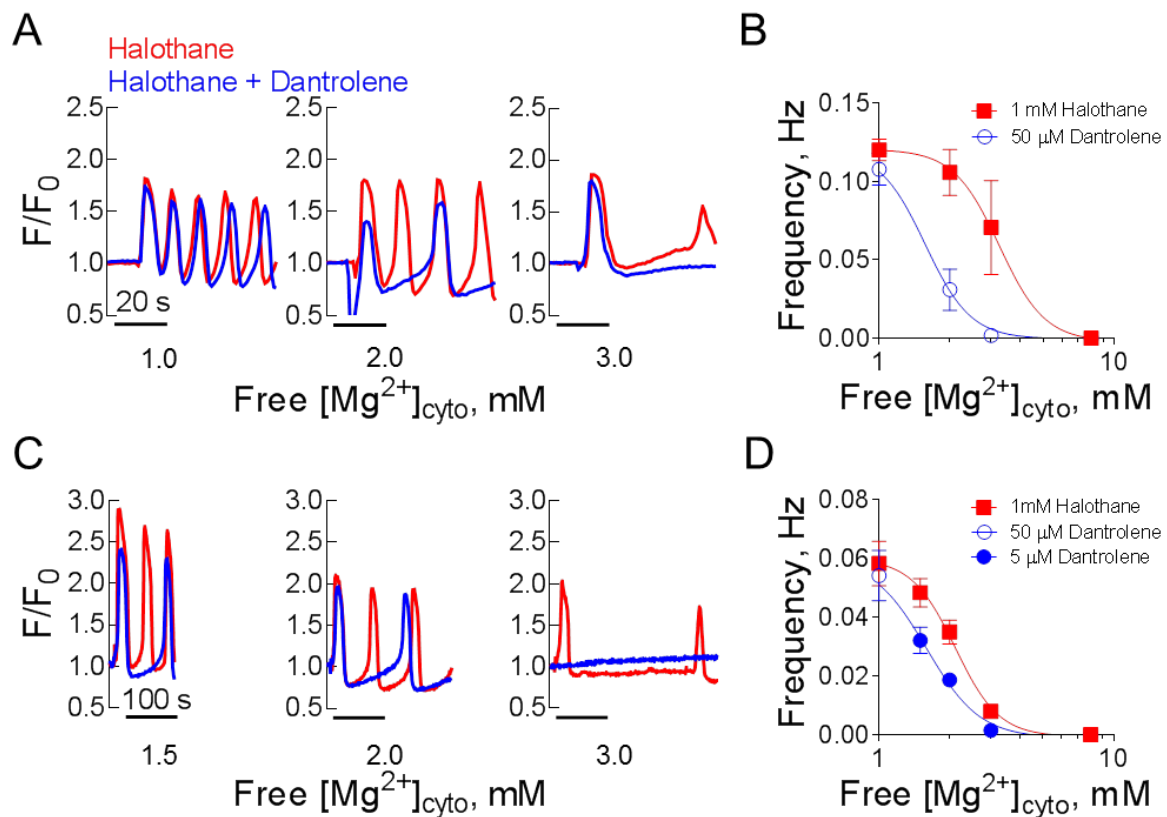 A
Halothane
Halothane + Dantrolene
F/F0
2.5
2.0
1.5
1.0
0.5
20 s
1.0
2.5
2.0
1.5
1.0
0.5
2.0
2.5
2.0
1.5
1.0
0.5
3.0
Free [Mg2+]cyto, mM
B
Frequency, Hz
0.15
0.10
0.05
0.00
1 mM Halothane
50 µM Dantrolene
1
10
Free [Mg2+]cyto, mM
C
F/F0
3.0
2.5
2.0
1.5
1.0
0.5
100 s
1.5
3.0
2.5
2.0
1.5
1.0
0.5
2.0
3.0
2.5
2.0
1.5
1.0
0.5
3.0
Free [Mg2+]cyto, mM
D
Frequency, Hz
0.08
0.06
0.04
0.02
0.00
1mM Halothane
50 µM Dantrolene
5 µM Dantrolene
1
10
Free [Mg2+]cyto, mM